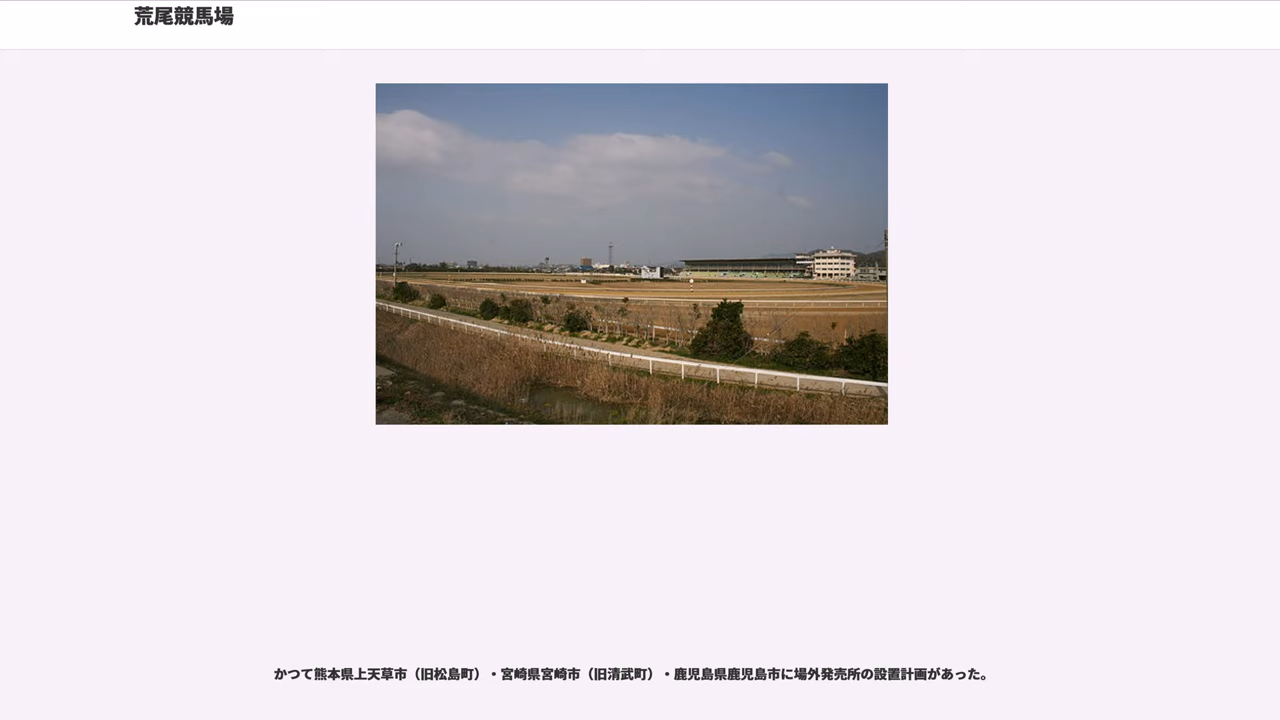 荒尾競馬場
かつて熊本県上天草市（旧松島町）・宮崎県宮崎市（旧清武町）・鹿児島県鹿児島市に場外発売所の設置計画があった。